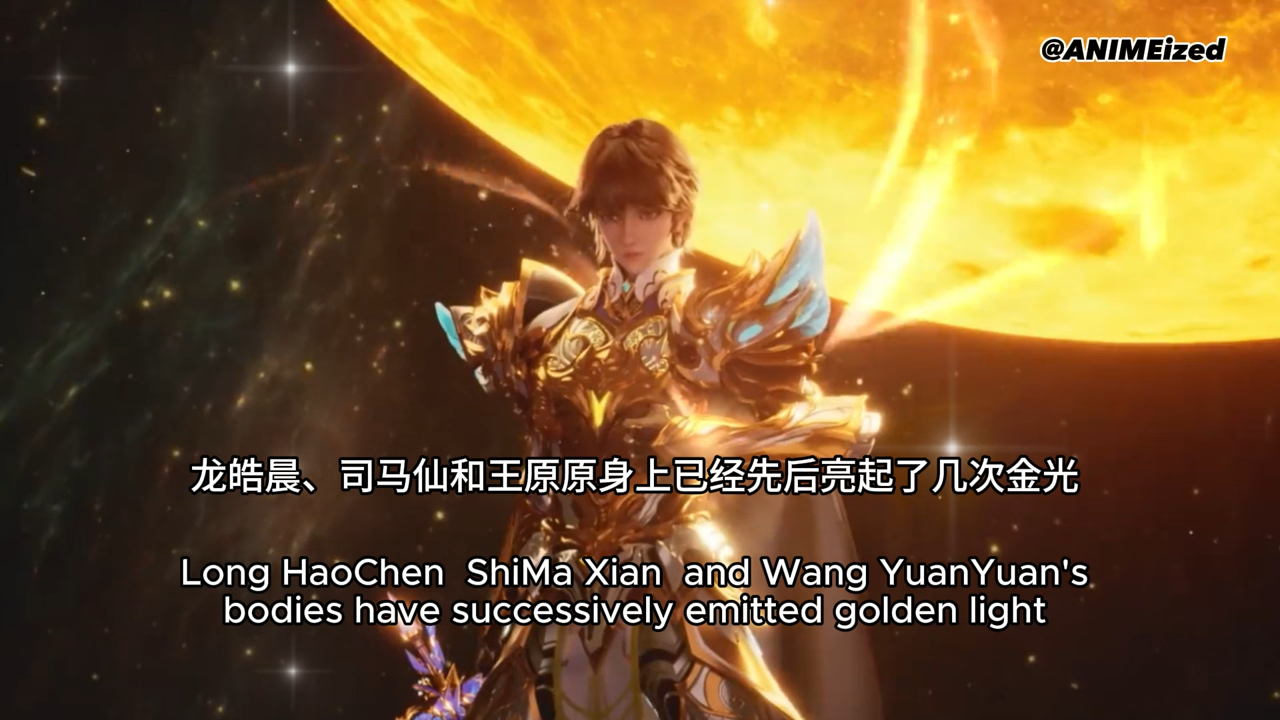 @ANIMEized
龙皓晨、司马仙和王原原身上已经先后亮起了几次金光
Long HaoChen  ShiMa Xian  and Wang YuanYuan's
bodies have successively emitted golden light